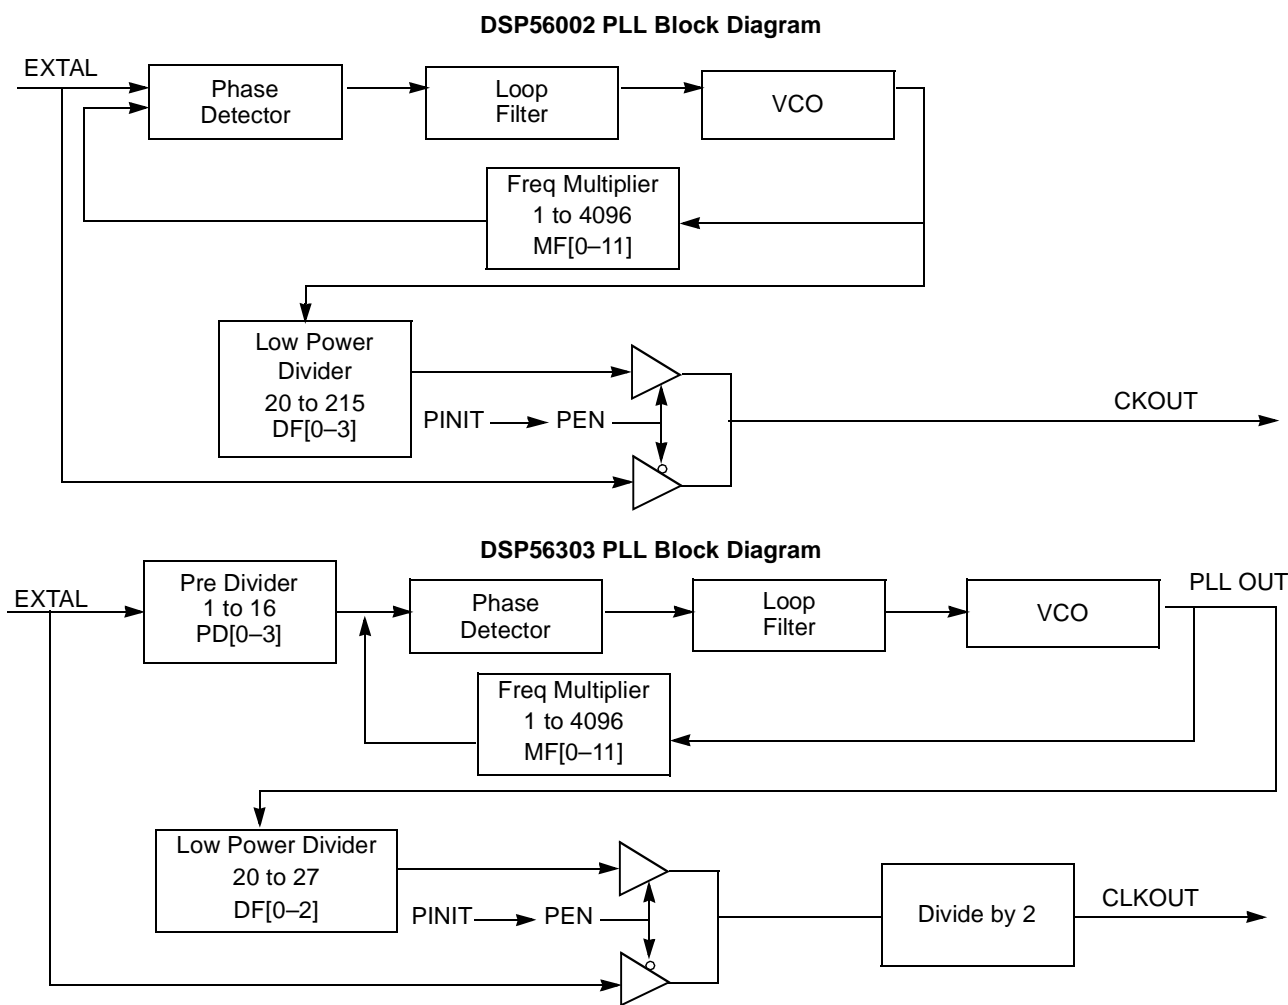 DSP56002 PLL Block Diagram
EXTAL
Phase
Detector
Loop
Filter
VCO
Freq Multiplier
1 to 4096
MF[0–11]
Low Power
Divider
20 to 215
DF[0–3]
PINIT
PEN
CKOUT
DSP56303 PLL Block Diagram
EXTAL
Pre Divider
1 to 16
PD[0–3]
Phase
Detector
Loop
Filter
VCO
PLL OUT
Freq Multiplier
1 to 4096
MF[0–11]
Low Power Divider
20 to 27
DF[0–2]
PINIT
PEN
Divide by 2
CLKOUT